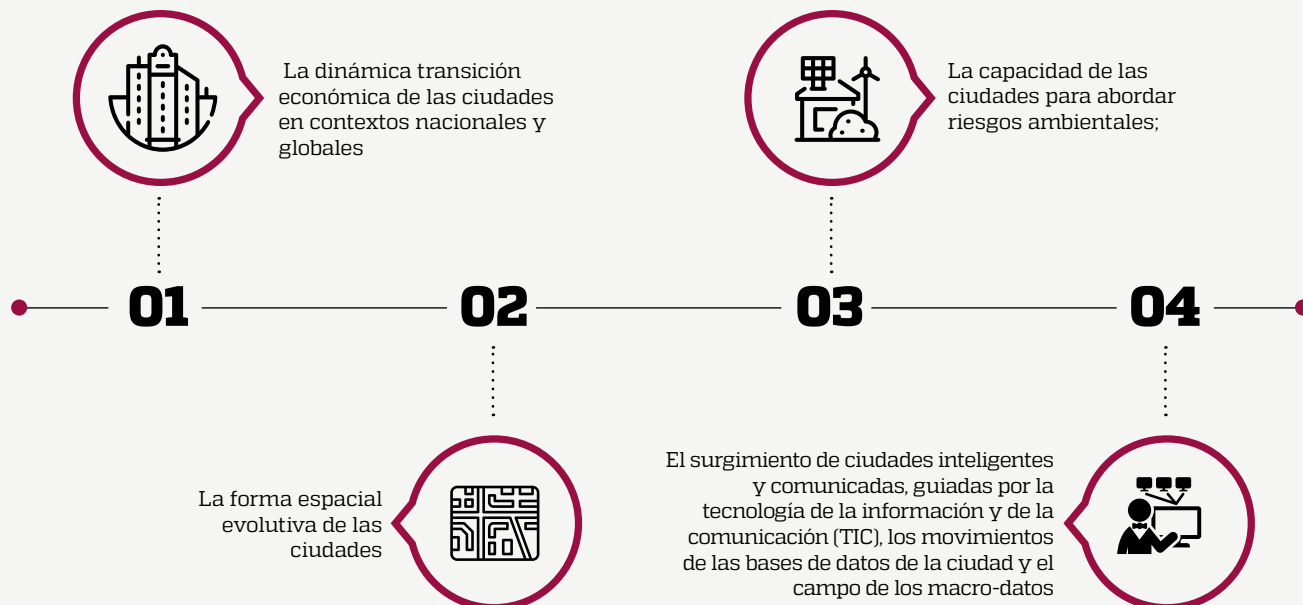 La dinámica transición
económica de las ciudades
en contextos nacionales y
globales
La capacidad de las
ciudades para abordar
riesgos ambientales;
01
02
03
04
La forma espacial
evolutiva de las
ciudades
El surgimiento de ciudades inteligentes
y comunicadas, guiadas por la
tecnología de la información y de la
comunicación (TIC), los movimientos
de las bases de datos de la ciudad y el
campo de los macro-datos